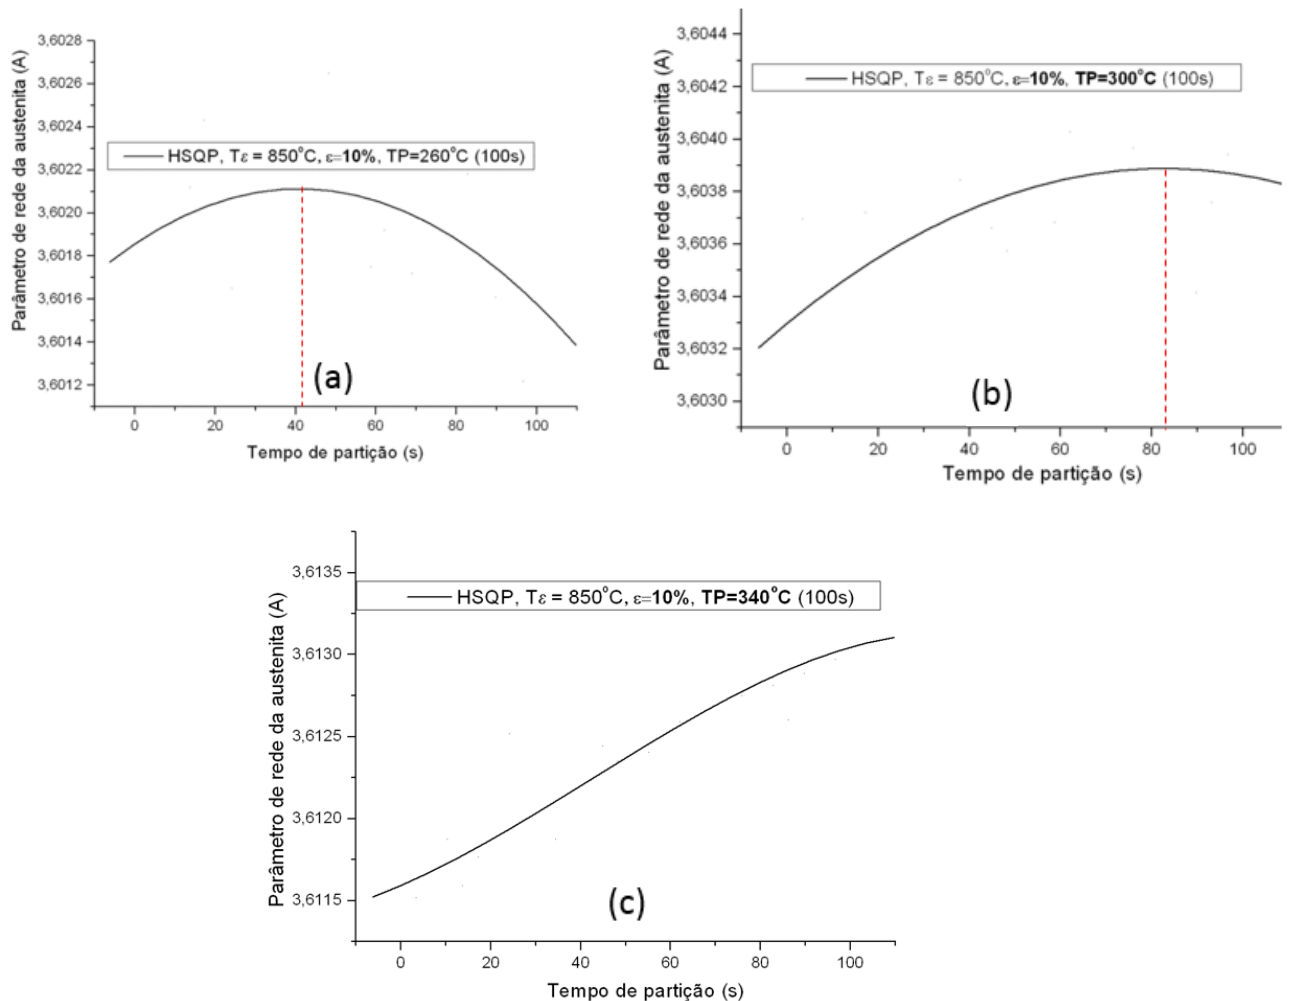 Parâmetro de rede da austenita (A)
3,6028
3,6026
3,6024
3,6022
3,6020
3,6018
3,6016
3,6014
3,6012
HSQP, Tε = 850°C, ε=10%, TP=260°C (100s)
(a)
0 20 40 60 80 100
Tempo de partição (s)
Parâmetro de rede da austenita (A)
3,6044
3,6042
3,6040
3,6038
3,6036
3,6034
3,6032
3,6030
HSQP, Tε = 850°C, ε=10%, TP=300°C (100s)
(b)
0 20 40 60 80 100
Tempo de partição (s)
Parâmetro de rede da austenita (A)
3,6135
3,6130
3,6125
3,6120
3,6115
HSQP, Tε = 850°C, ε=10%, TP=340°C (100s)
(c)
0 20 40 60 80 100
Tempo de partição (s)